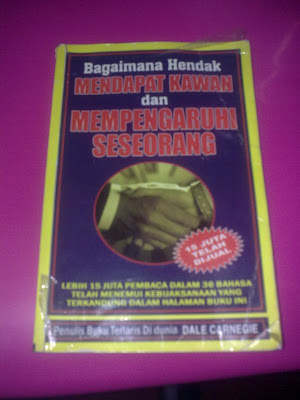 Bagaimana Hendak
MENDAPAT KAWAN
dan
MEMPENGARUHI
SESEORANG
15 JUTA
TELAH
DIJUAL
LEBIH 15 JUTA PEMBACA DALAM 36 BAHASA
TELAH MENEMUI KEBIJAKSANAAN YANG
TERKANDUNG DALAM HALAMAN BUKU INI
Penulis Buku Terlaris Di dunia DALE CARNEGIE